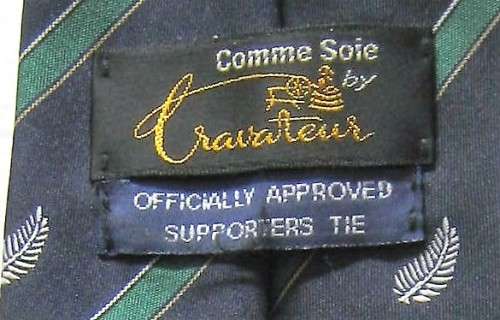 Comme Soie
by
Cravateur
OFFICIALLY APPROVED
SUPPORTERS TIE